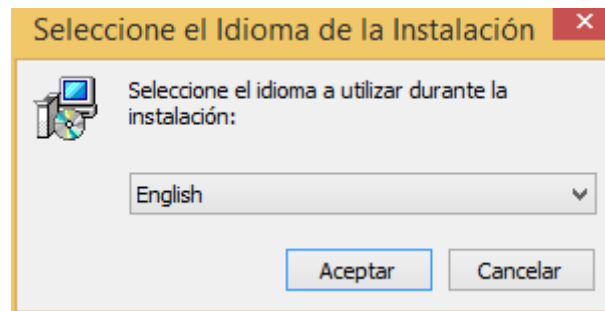 Seleccione el Idioma de la Instalación
Seleccione el idioma a utilizar durante la
instalación:
English
Aceptar
Cancelar